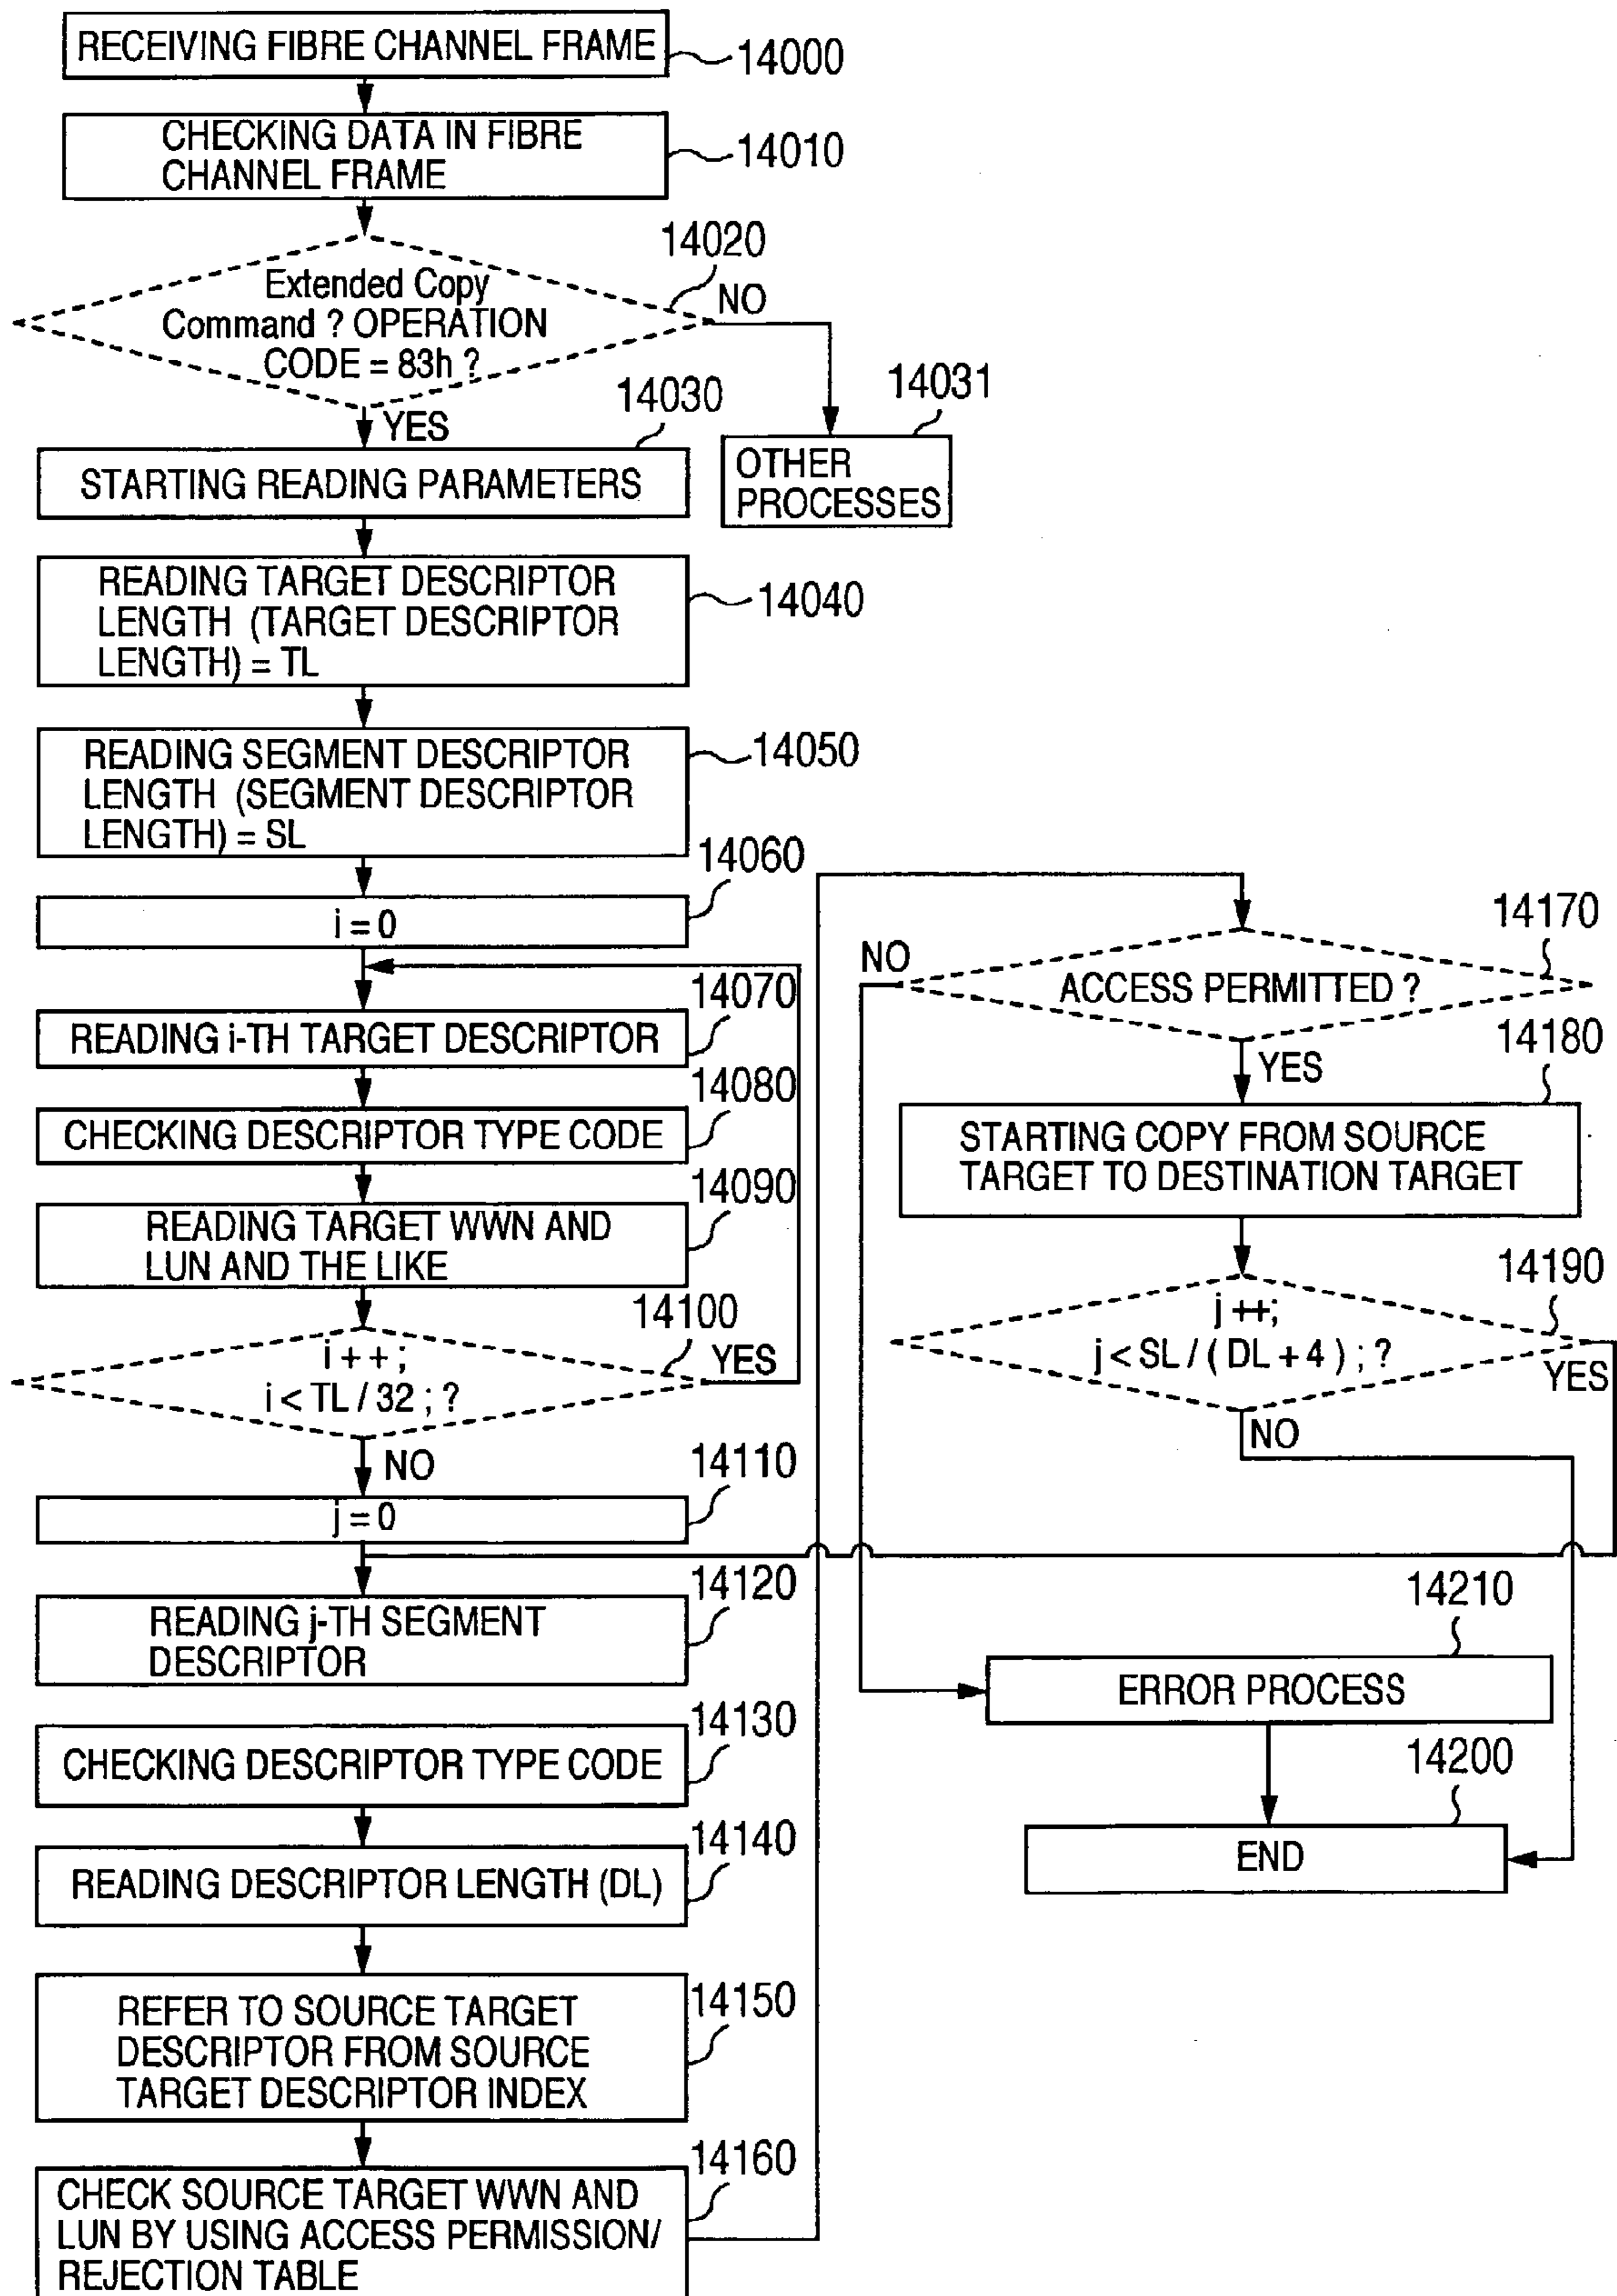 RECEIVING FIBRE CHANNEL FRAME
14000
CHECKING DATA IN FIBRE
CHANNEL FRAME
14010
14020
Extended Copy
Command ? OPERATION
CODE = 83h ?
NO
YES
14030
STARTING READING PARAMETERS
14031
OTHER
PROCESSES
READING TARGET DESCRIPTOR
LENGTH (TARGET DESCRIPTOR
LENGTH) = TL
14040
READING SEGMENT DESCRIPTOR
LENGTH (SEGMENT DESCRIPTOR
LENGTH) = SL
14050
14060
i = 0
14070
READING i-TH TARGET DESCRIPTOR
14080
CHECKING DESCRIPTOR TYPE CODE
14090
READING TARGET WWN AND
LUN AND THE LIKE
14100
i + + ;
i < TL / 32 ; ?
YES
NO
14110
j = 0
14120
READING j-TH SEGMENT
DESCRIPTOR
14130
CHECKING DESCRIPTOR TYPE CODE
14140
READING DESCRIPTOR LENGTH (DL)
14150
REFER TO SOURCE TARGET
DESCRIPTOR FROM SOURCE
TARGET DESCRIPTOR INDEX
14160
CHECK SOURCE TARGET WWN AND
LUN BY USING ACCESS PERMISSION/
REJECTION TABLE
14170
NO
ACCESS PERMITTED ?
YES
14180
STARTING COPY FROM SOURCE
TARGET TO DESTINATION TARGET
14190
j ++;
j < SL / ( DL + 4 ) ; ?
YES
NO
14210
ERROR PROCESS
14200
END